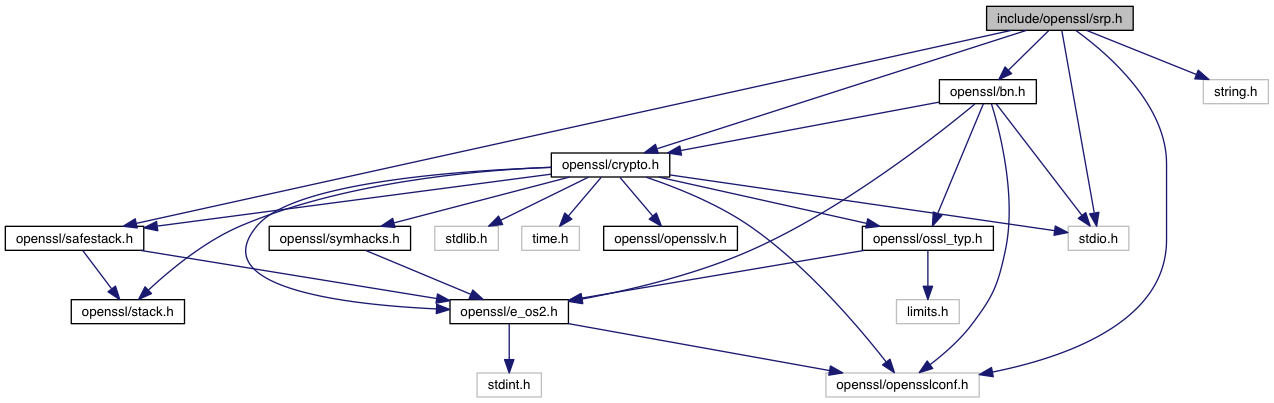 include/openssl/srp.h
openssl/bn.h
string.h
openssl/crypto.h
openssl/safestack.h
openssl/symhacks.h
stdlib.h
time.h
openssl/opensslv.h
openssl/ossl_typ.h
stdio.h
openssl/stack.h
openssl/e_os2.h
limits.h
stdint.h
openssl/opensslconf.h